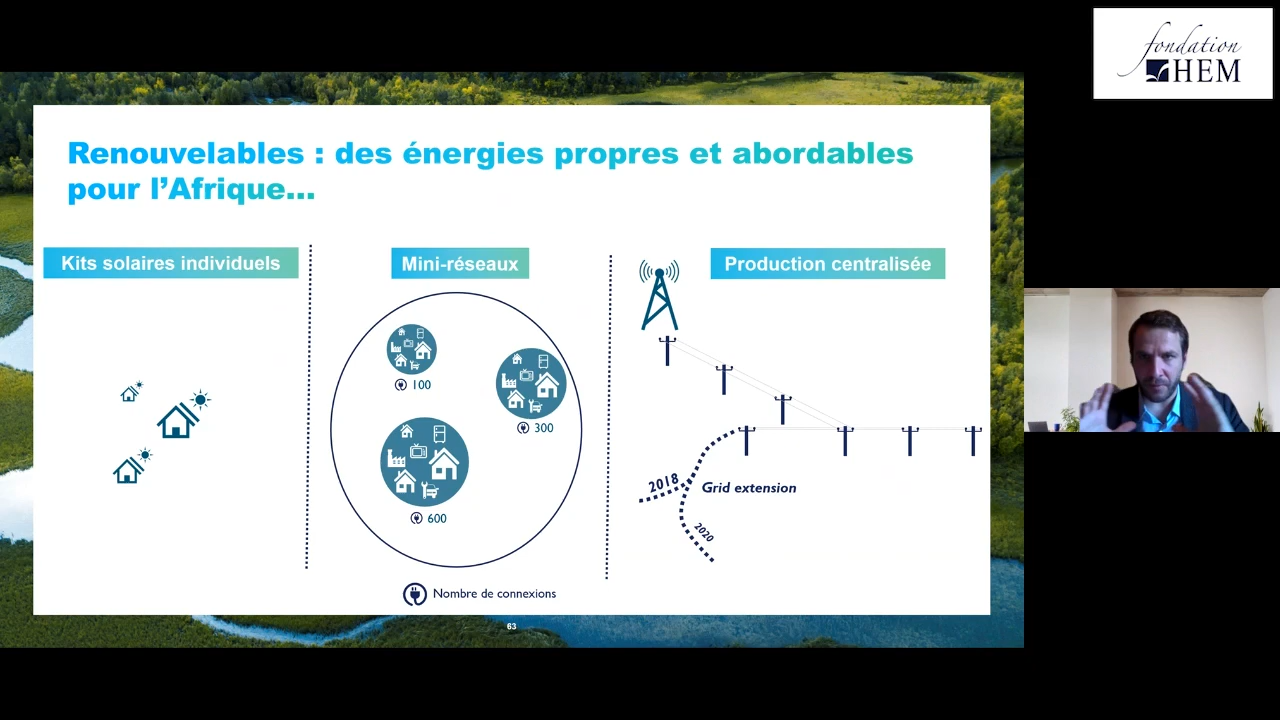 fondation
HEM
Renouvelables : des énergies propres et abordables
pour l'Afrique...
Kits solaires individuels
Mini-réseaux
Production centralisée
100
300
600
2018
Grid extension
2020
Nombre de connexions
63